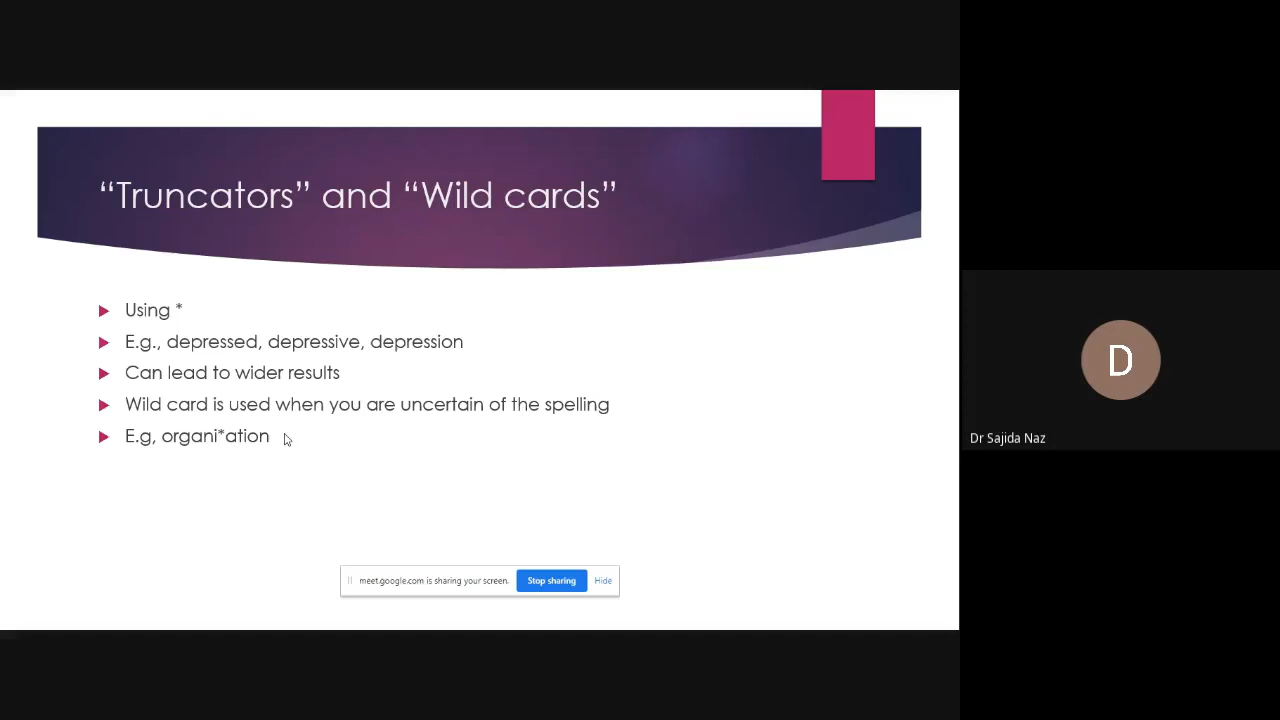 “Truncators” and “Wild cards”
Using *
E.g., depressed, depressive, depression
Can lead to wider results
Wild card is used when you are uncertain of the spelling
E.g, organi*ation
meet.google.com is sharing your screen.
Stop sharing
Hide
D
Dr Sajida Naz